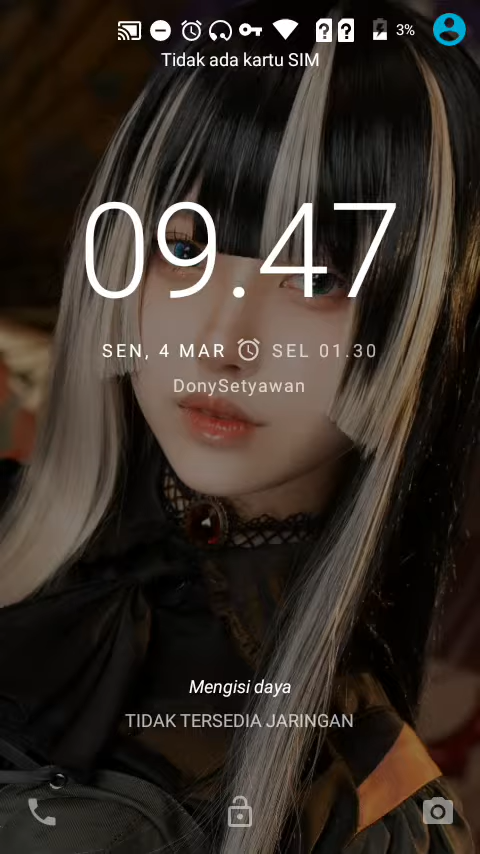 3%
Tidak ada kartu SIM
09.47
SEN, 4 MAR SEL 01.30
DonySetyawan
Mengisi daya
TIDAK TERSEDIA JARINGAN